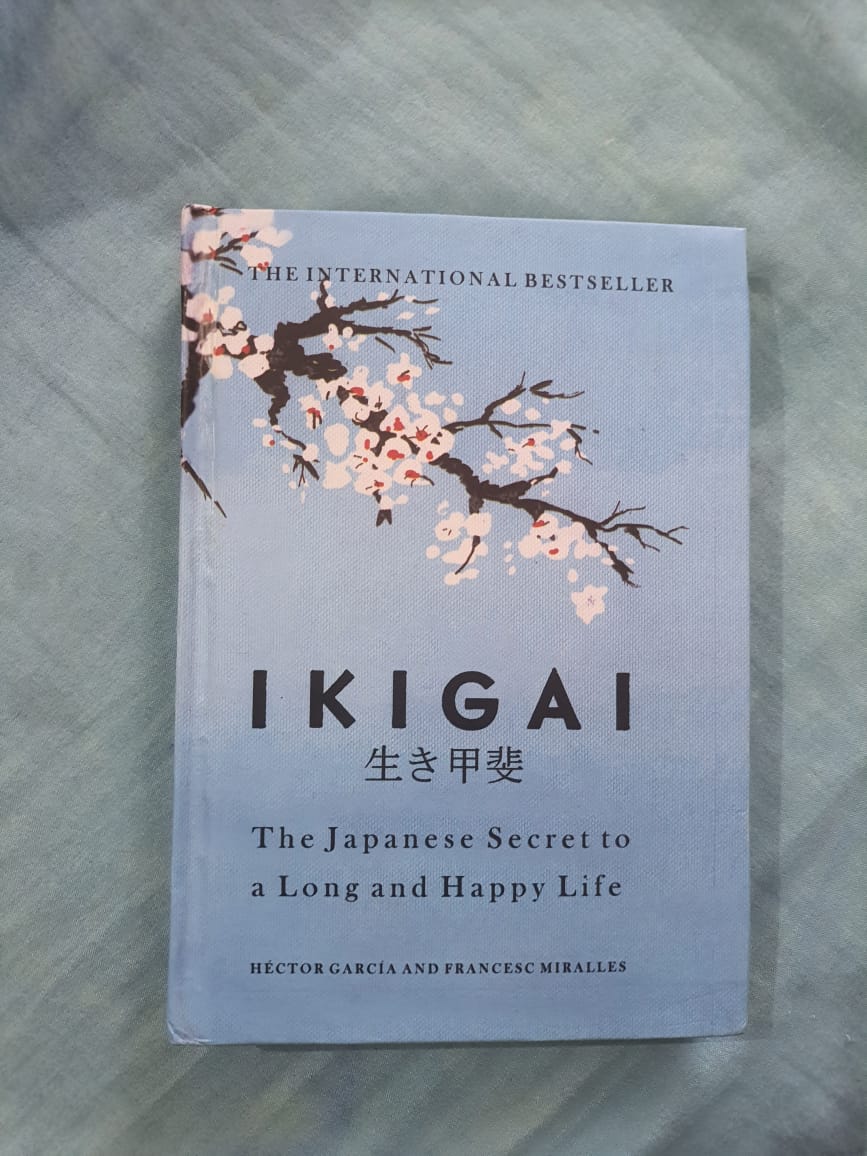 THE INTERNATIONAL BESTSELLER
IKIGAI
生き甲斐
The Japanese Secret to
a Long and Happy Life
HÉCTOR GARCÍA AND FRANCESC MIRALLES